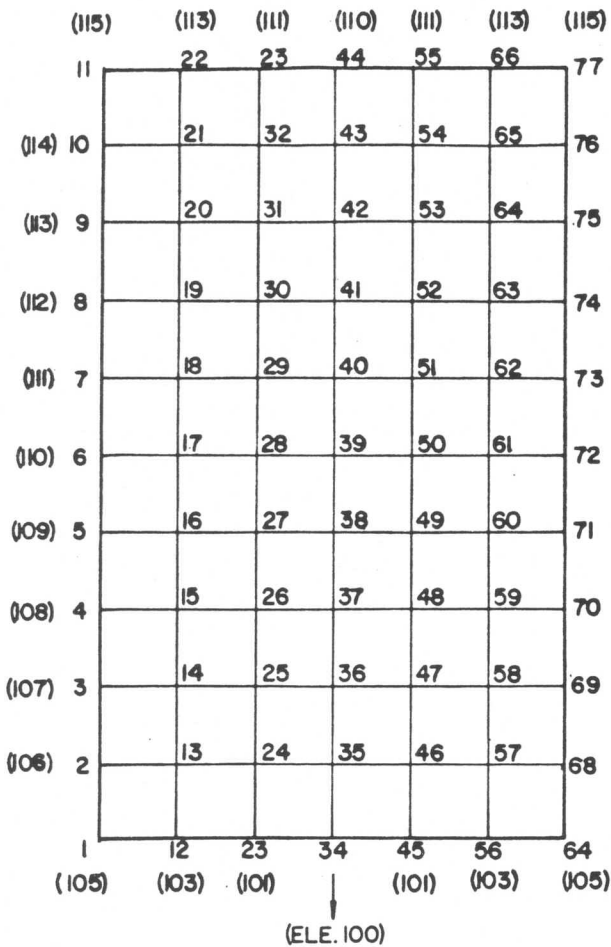 (115) (113) (111) (110) (111) (113) (115)
11 22 23 44 55 66 77
(114) 10 21 32 43 54 65 76
(113) 9 20 31 42 53 64 75
(112) 8 19 30 41 52 63 74
(111) 7 18 29 40 51 62 73
(110) 6 17 28 39 50 61 72
(109) 5 16 27 38 49 60 71
(108) 4 15 26 37 48 59 70
(107) 3 14 25 36 47 58 69
(106) 2 13 24 35 46 57 68
1 12 23 34 45 56 64
(105) (103) (101) (101) (103) (105)
(ELE. 100)